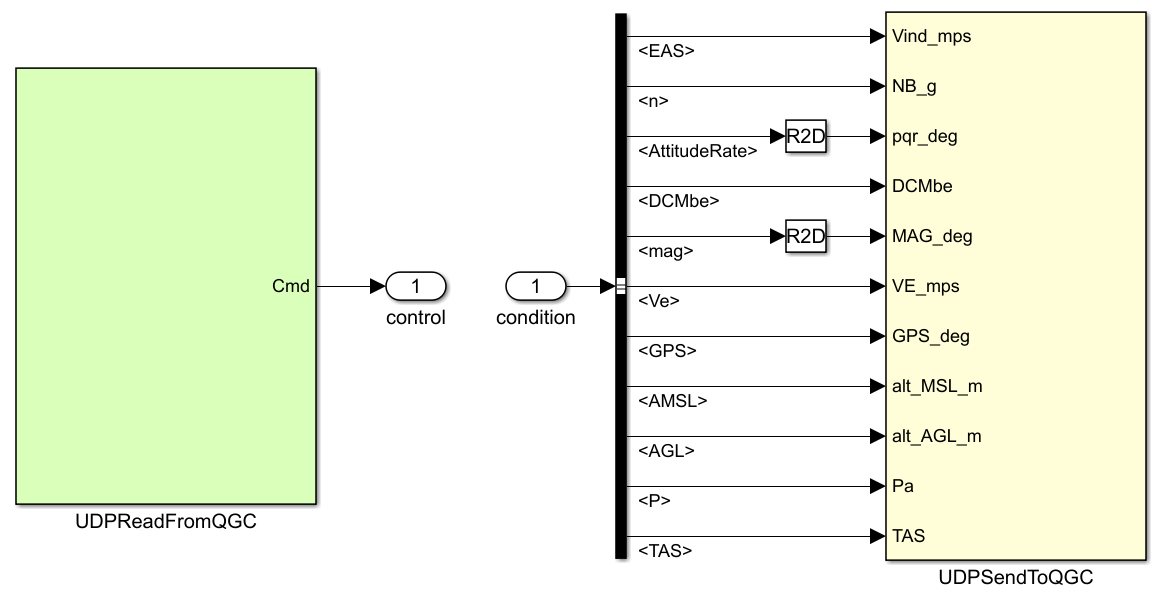 Cmd
1
control
UDPReadFromQGC
1
condition
<EAS>
<n>
<AttitudeRate>
<DCMbe>
<mag>
<Ve>
<GPS>
<AMSL>
<AGL>
<P>
<TAS>
R2D
R2D
Vind_mps
NB_g
pqr_deg
DCMbe
MAG_deg
VE_mps
GPS_deg
alt_MSL_m
alt_AGL_m
Pa
TAS
UDPSendToQGC